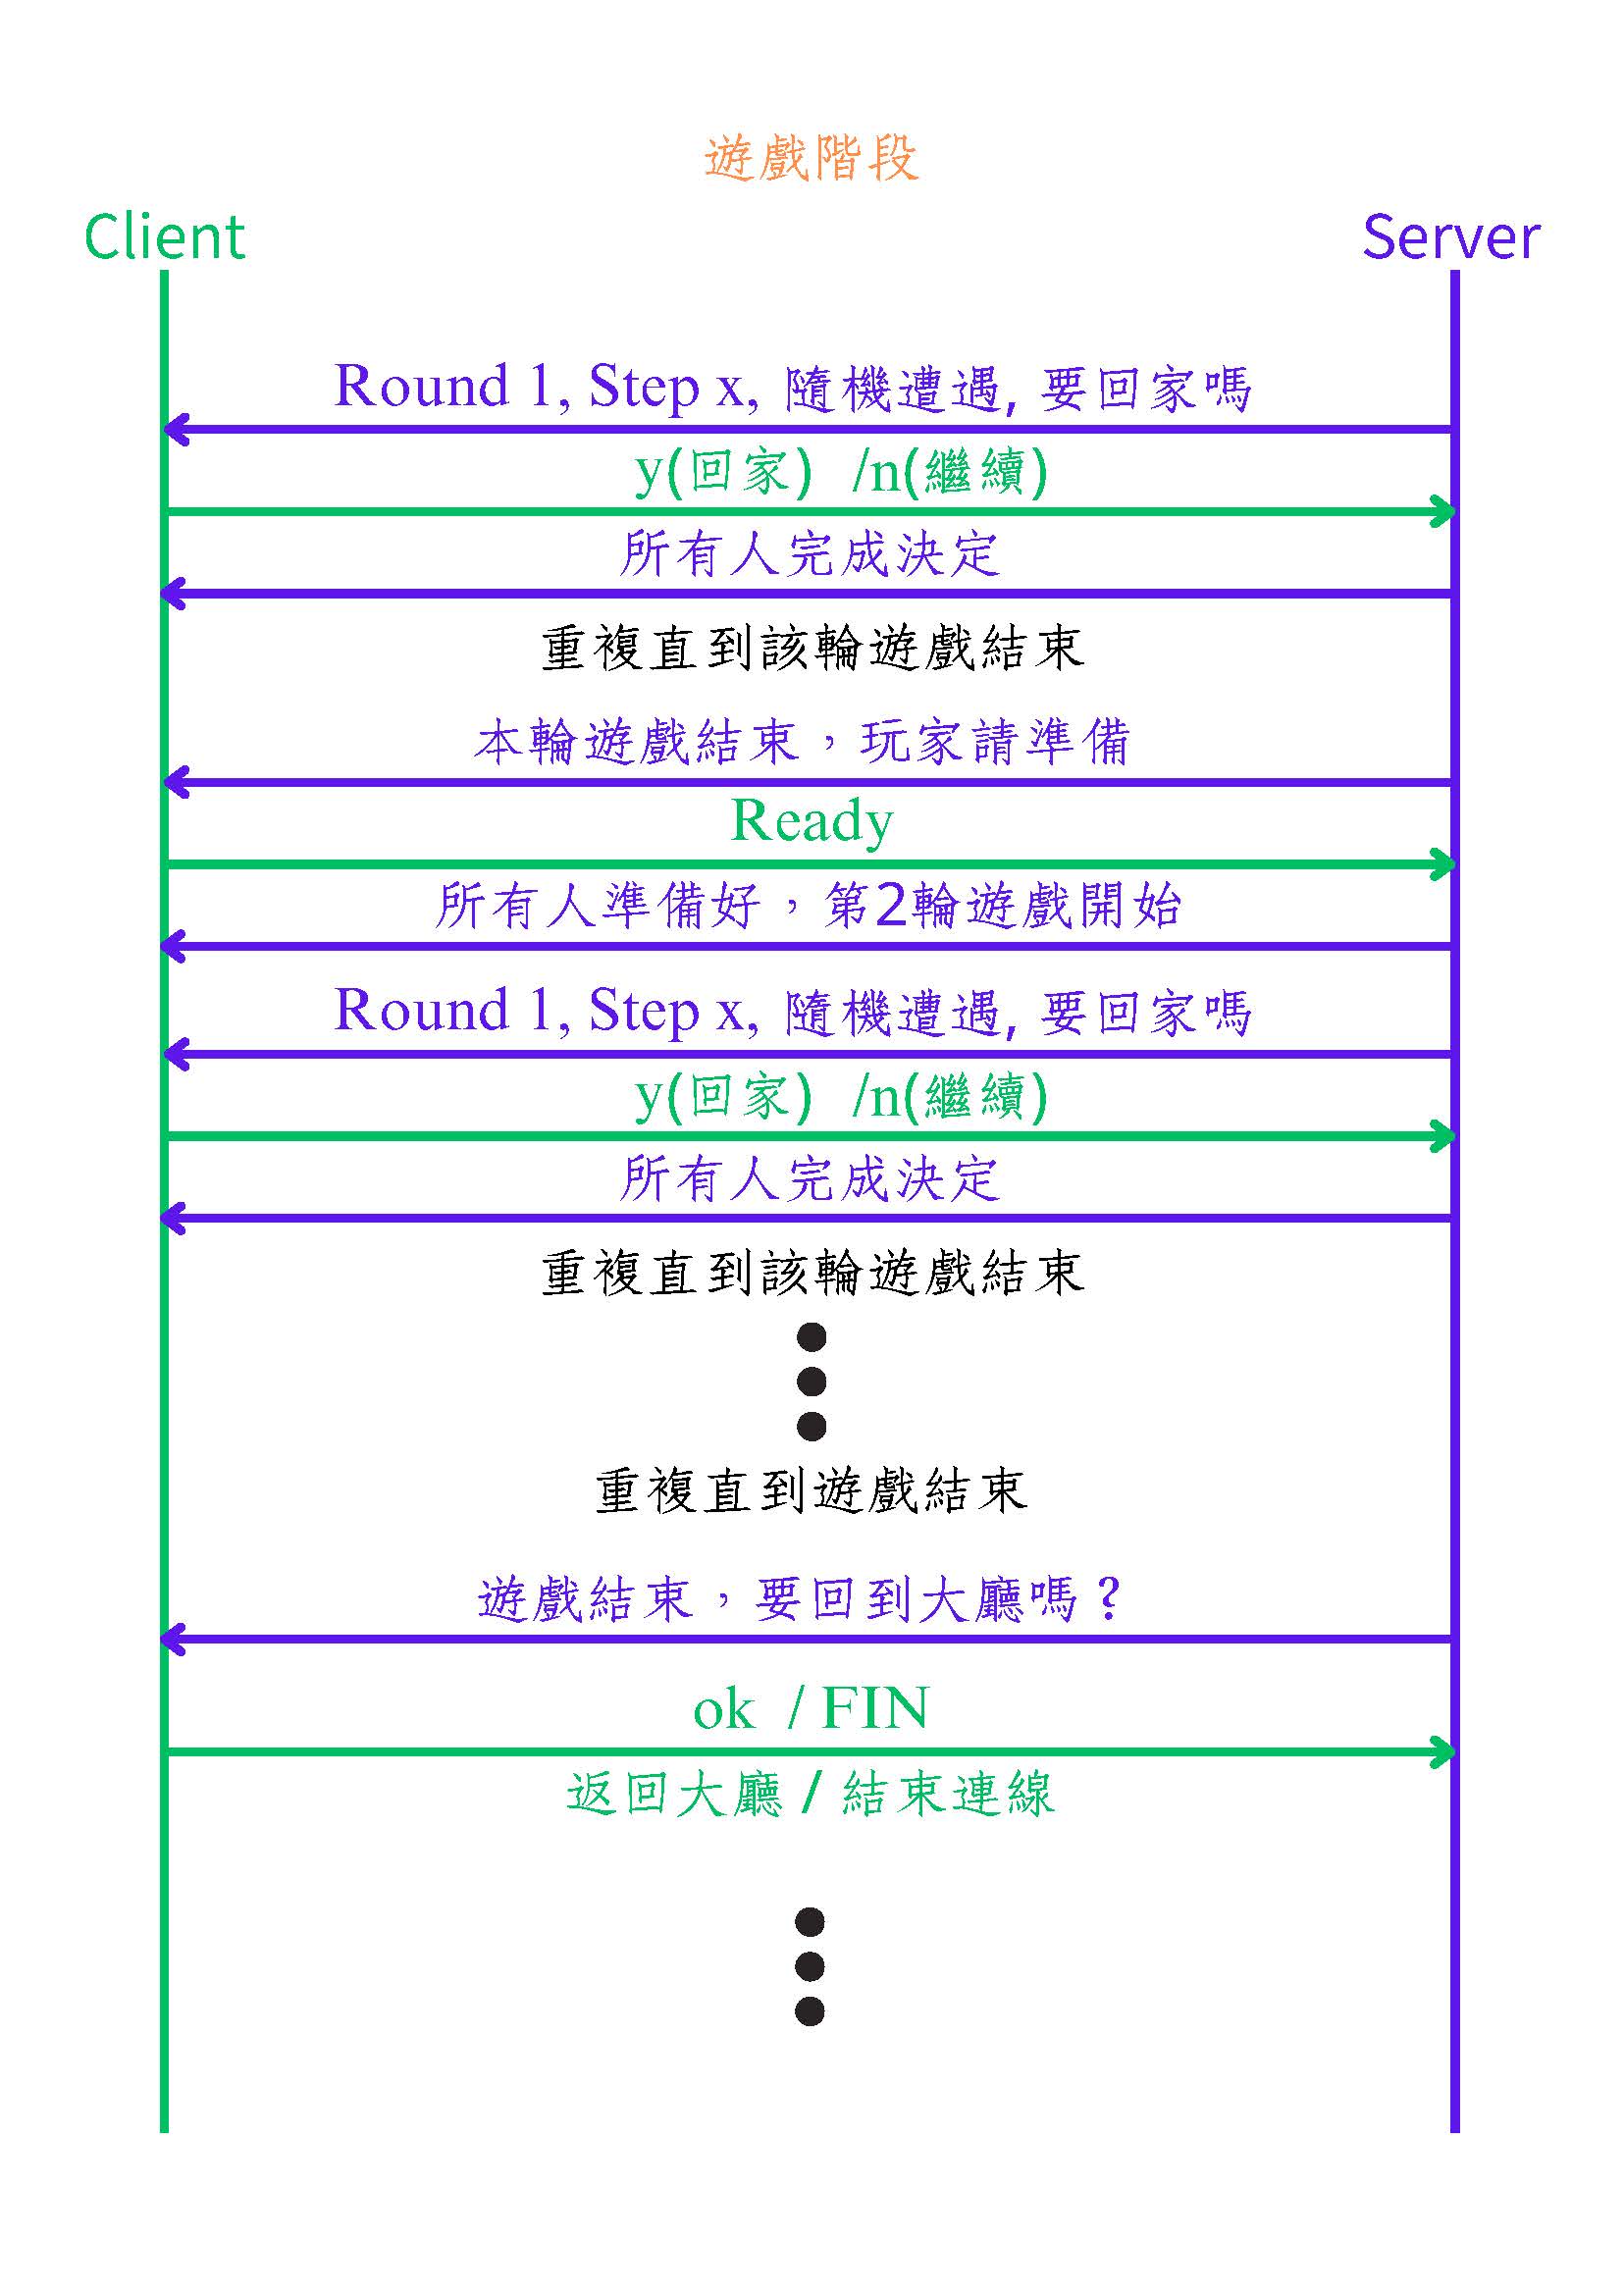 遊戲階段
Client
Server
Round 1, Step x, 隨機遭遇, 要回家嗎
y(回家) /n(繼續)
所有人完成決定
重複直到該輪遊戲結束
本輪遊戲結束，玩家請準備
Ready
所有人準備好，第2輪遊戲開始
Round 1, Step x, 隨機遭遇, 要回家嗎
y(回家) /n(繼續)
所有人完成決定
重複直到該輪遊戲結束
重複直到遊戲結束
遊戲結束，要回到大廳嗎？
ok / FIN
返回大廳 / 結束連線